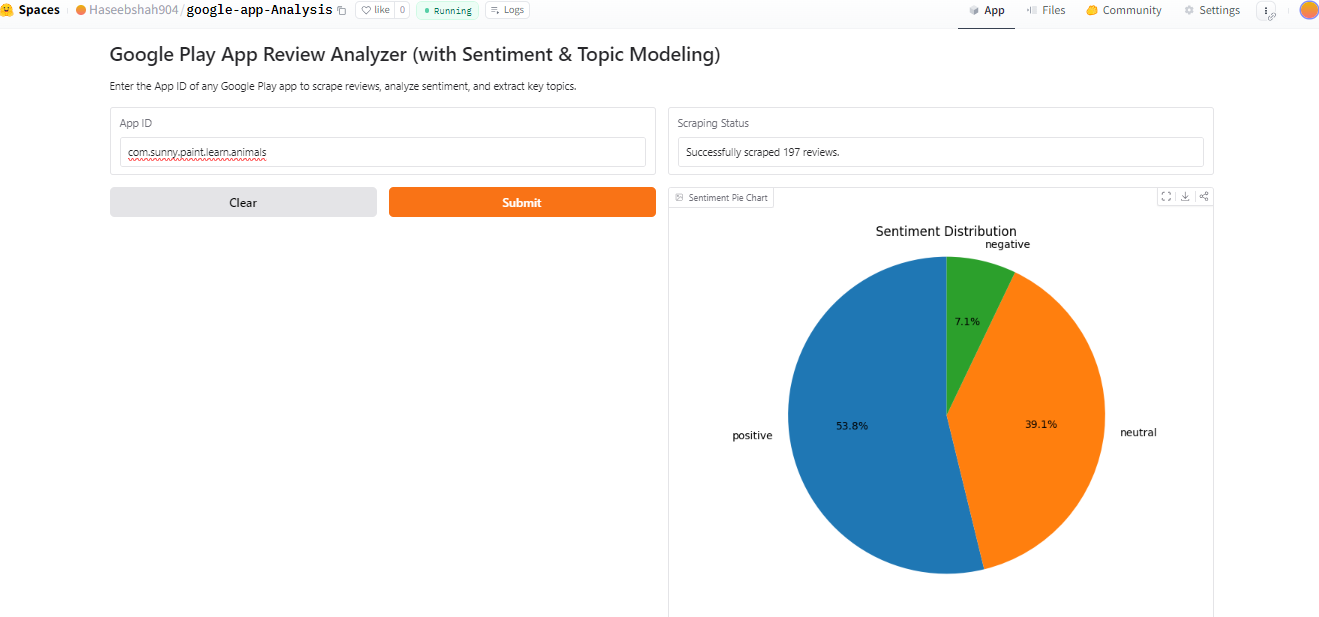 Spaces Haseebshah904/google-app-Analysis like 0 Running Logs App Files Community Settings
Google Play App Review Analyzer (with Sentiment & Topic Modeling)
Enter the App ID of any Google Play app to scrape reviews, analyze sentiment, and extract key topics.
App ID
com.sunny.paint.learn.animals
Clear
Submit
Scraping Status
Successfully scraped 197 reviews.
Sentiment Pie Chart
Sentiment Distribution
negative
7.1%
53.8%
39.1%
positive
neutral